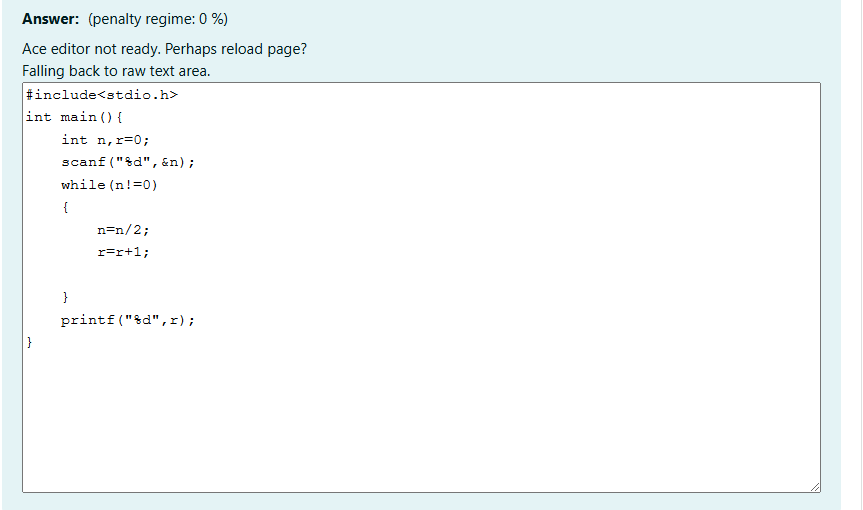 Answer: (penalty regime: 0 %)
Ace editor not ready. Perhaps reload page?
Falling back to raw text area.
#include<stdio.h>
int main(){
    int n,r=0;
    scanf("%d",&n);
    while(n!=0)
    {
        n=n/2;
        r=r+1;

    }
    printf("%d",r);
}